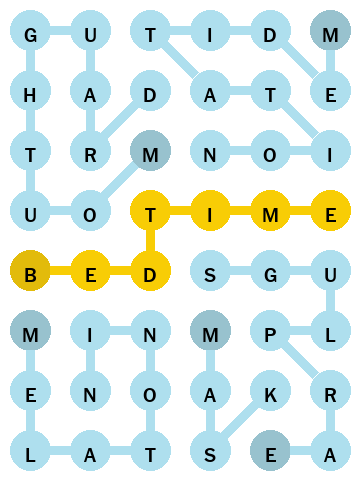 G U T I D M
H A D A T E
T R M N O I
U O T I M E
B E D S G U
M I N M P L
E N O A K R
L A T S E A